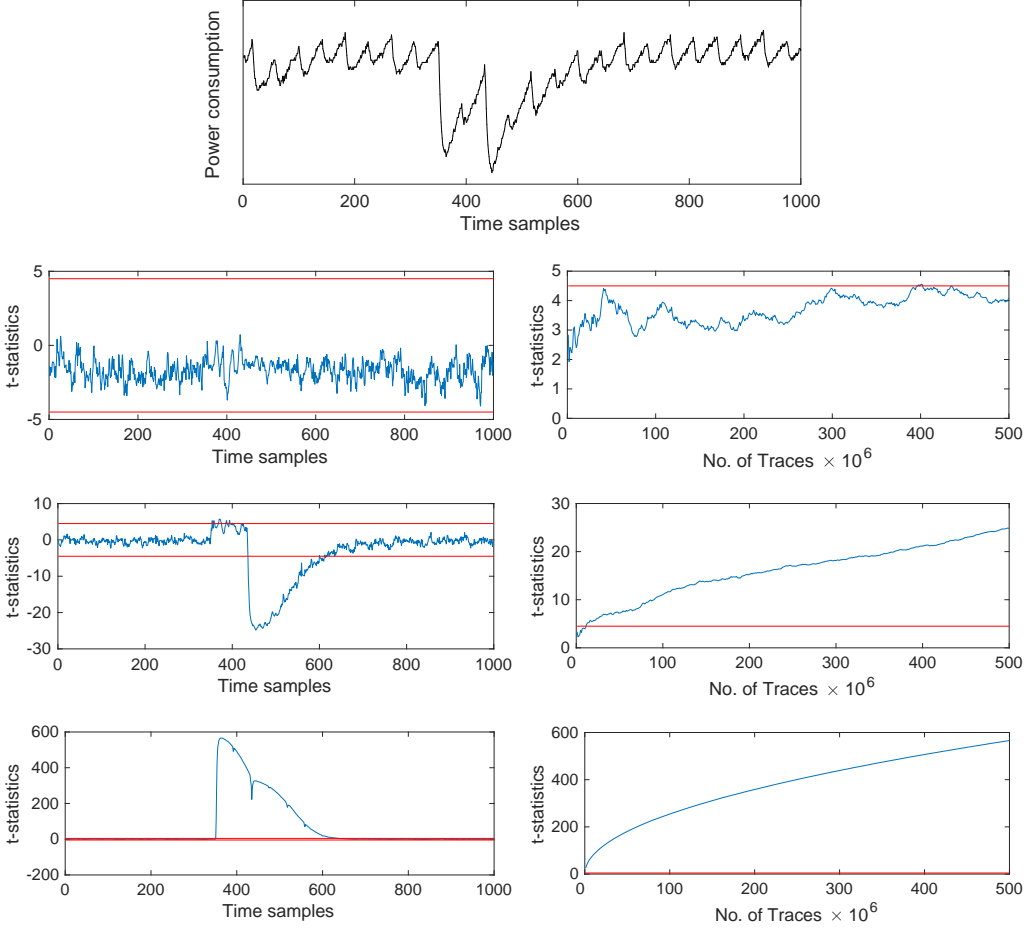 Power consumption
0 200 400 600 800 1000
Time samples
t-statistics
5
0
-5
0 200 400 600 800 1000
Time samples
t-statistics
5
4
3
2
1
0
0 100 200 300 400 500
No. of Traces × 10^6
t-statistics
10
0
-10
-20
-30
0 200 400 600 800 1000
Time samples
t-statistics
30
20
10
0
0 100 200 300 400 500
No. of Traces × 10^6
t-statistics
600
400
200
0
-200
0 200 400 600 800 1000
Time samples
t-statistics
600
400
200
0
0 100 200 300 400 500
No. of Traces × 10^6